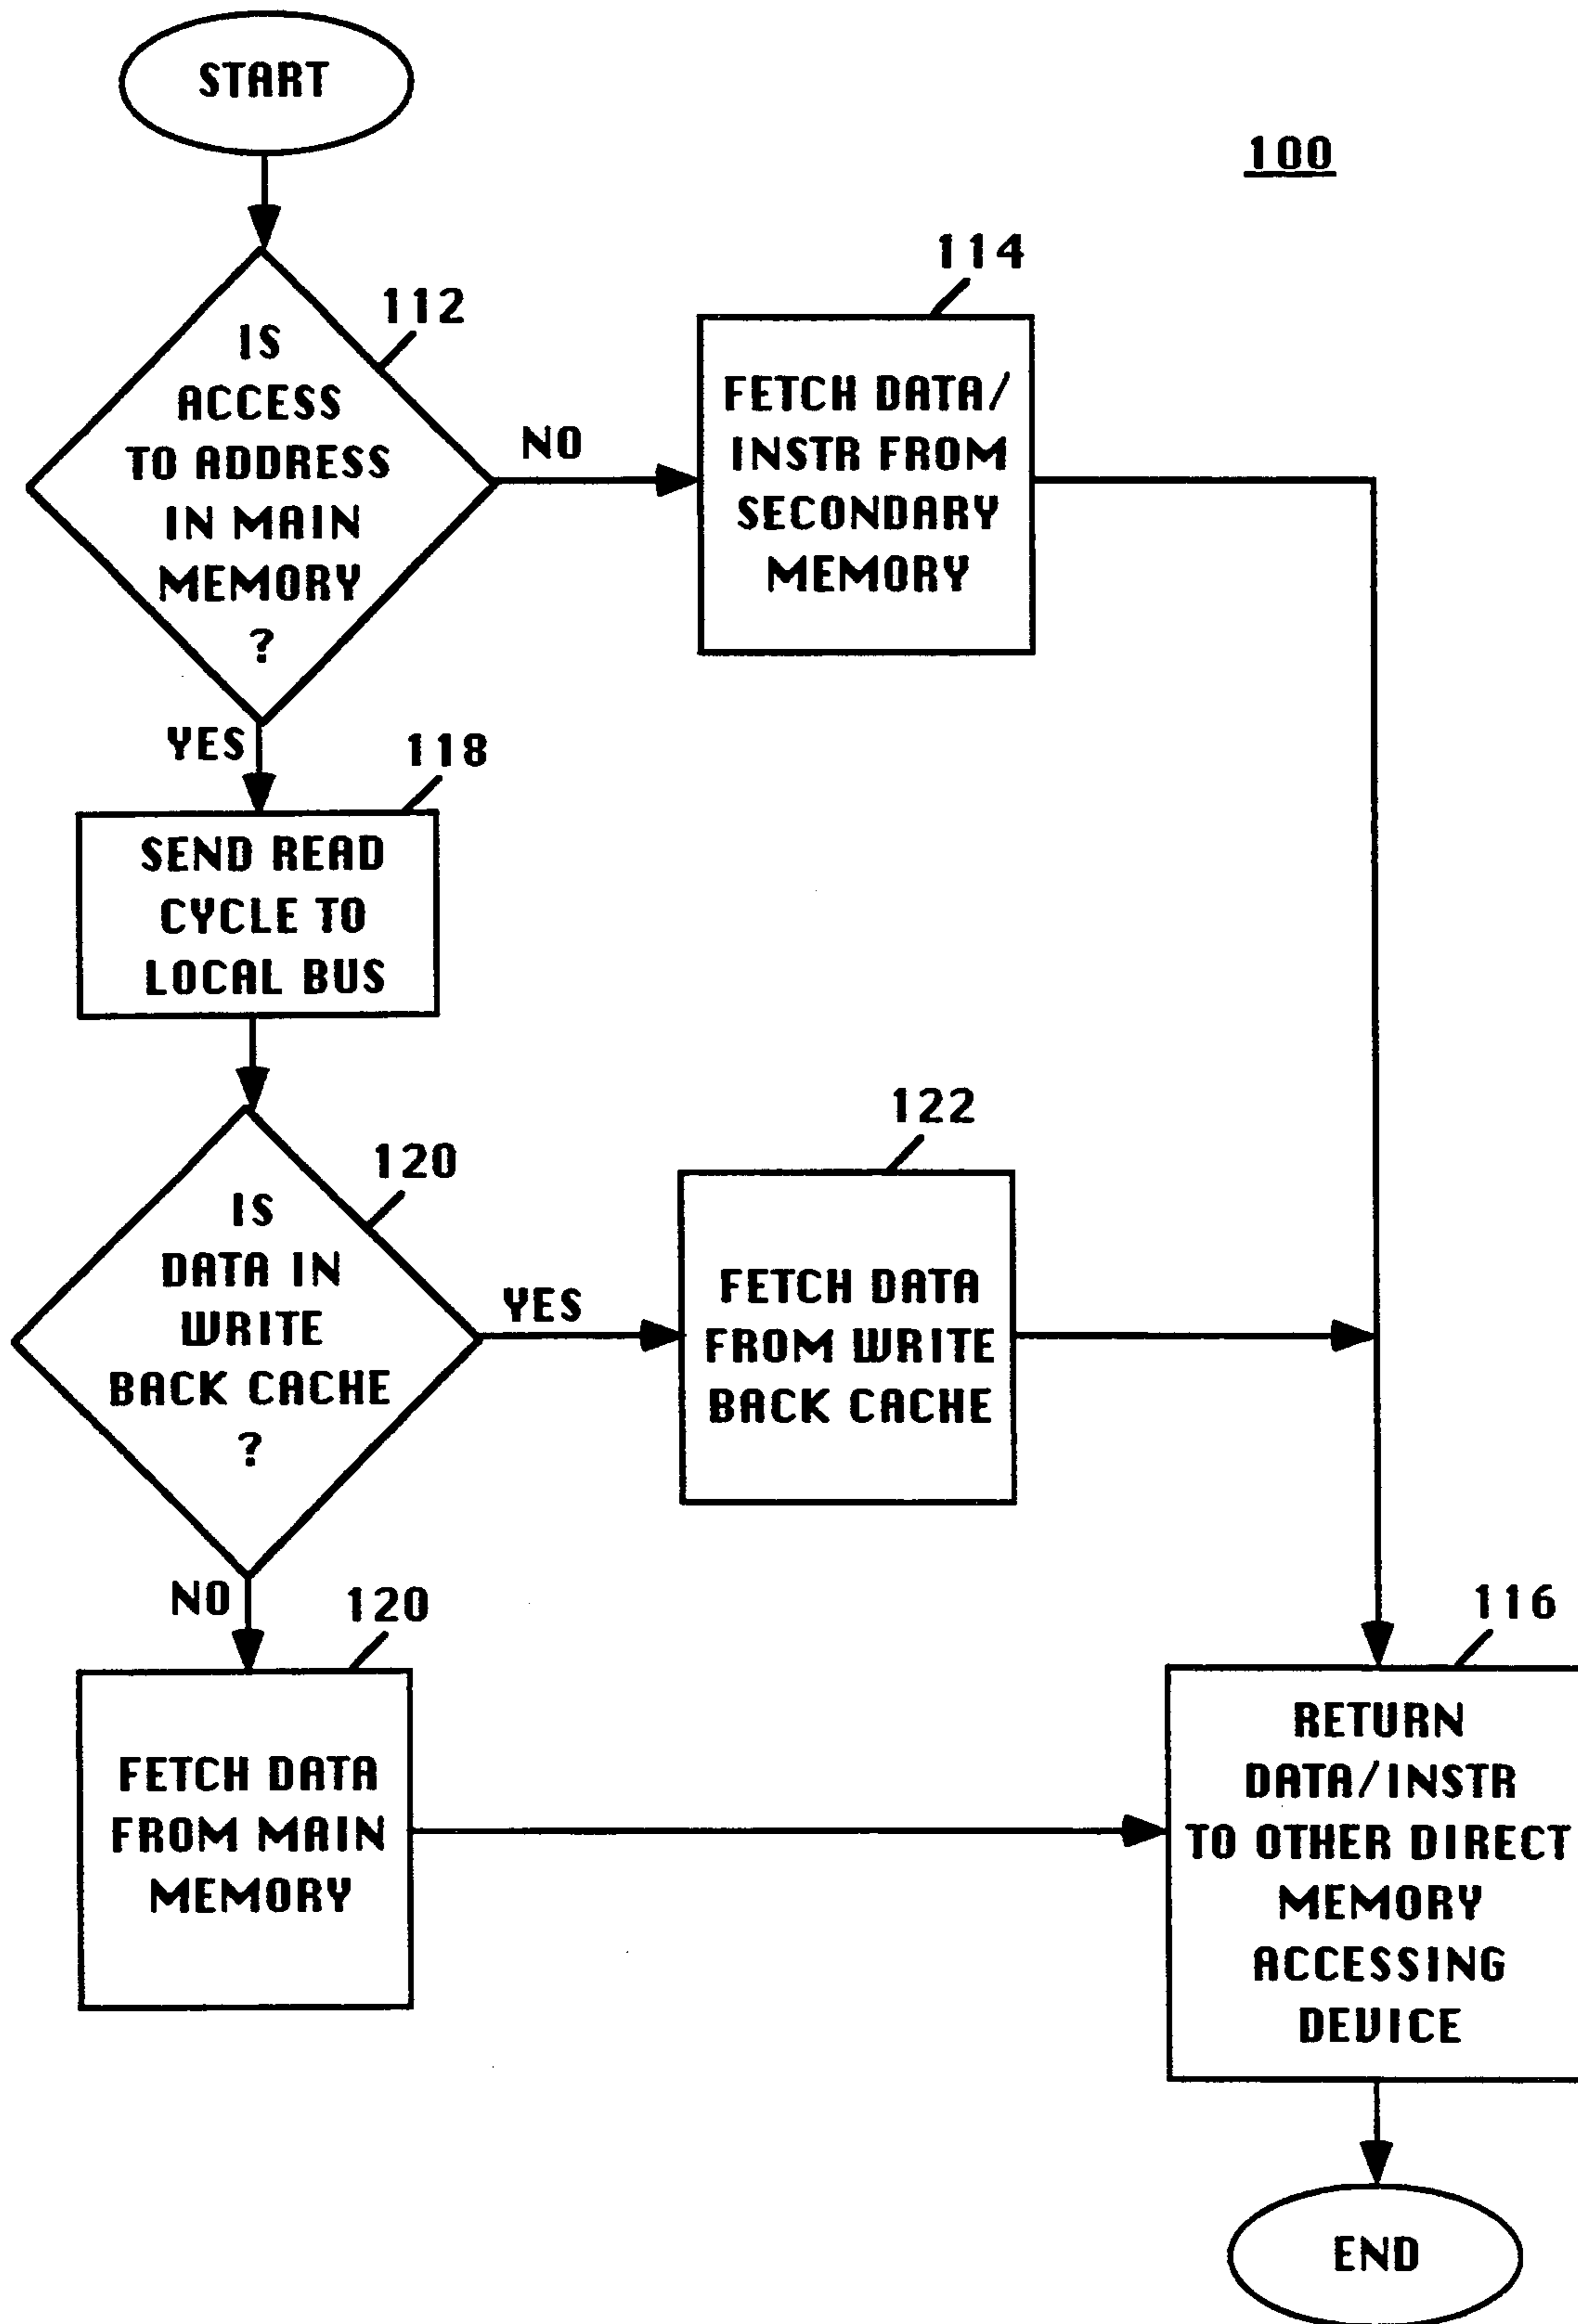 START
100
112
IS
ACCESS
TO ADDRESS
IN MAIN
MEMORY
?
NO
114
FETCH DATA/
INSTR FROM
SECONDARY
MEMORY
YES
118
SEND READ
CYCLE TO
LOCAL BUS
120
IS
DATA IN
WRITE
BACK CACHE
?
YES
122
FETCH DATA
FROM WRITE
BACK CACHE
NO
120
FETCH DATA
FROM MAIN
MEMORY
116
RETURN
DATA/INSTR
TO OTHER DIRECT
MEMORY
ACCESSING
DEVICE
END